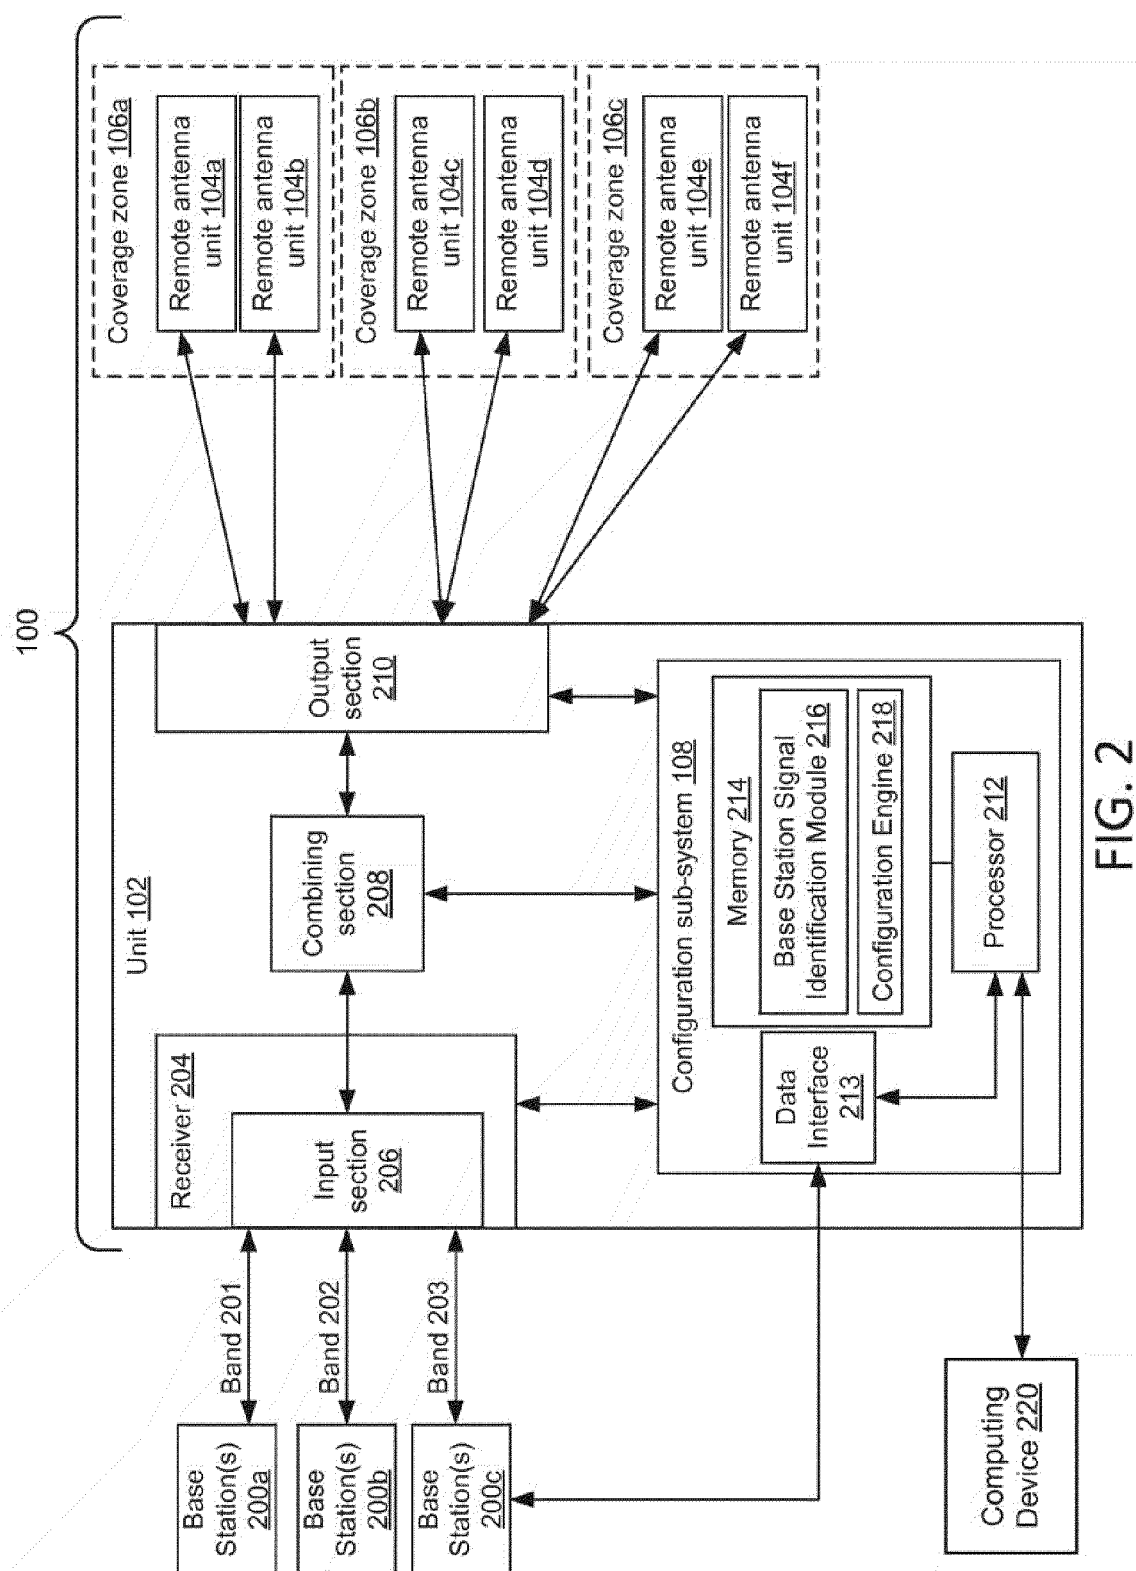 100
Coverage zone 106a
Remote antenna
unit 104a
Remote antenna
unit 104b
Coverage zone 106b
Remote antenna
unit 104c
Remote antenna
unit 104d
Coverage zone 106c
Remote antenna
unit 104e
Remote antenna
unit 104f
Unit 102
Receiver 204
Input
section
206
Combining
section
208
Output
section
210
Configuration sub-system 108
Memory 214
Base Station Signal
Identification Module 216
Configuration Engine 218
Data
Interface
213
Processor 212
Band 201
Band 202
Band 203
Base
Station(s)
200a
Base
Station(s)
200b
Base
Station(s)
200c
Computing
Device 220
FIG. 2